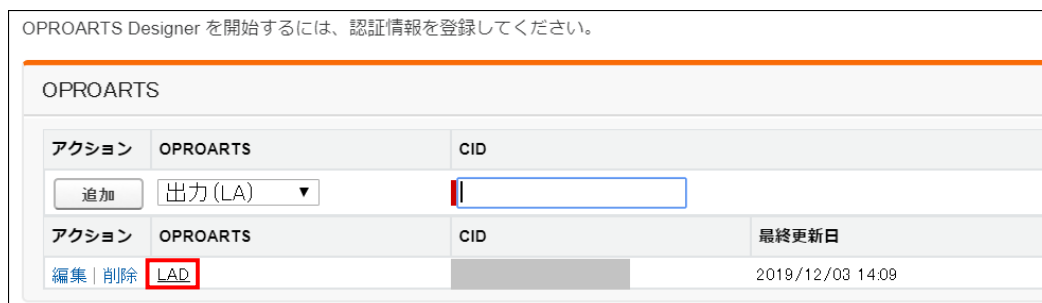 OPROARTS Designer を開始するには、認証情報を登録してください。
OPROARTS
アクション OPROARTS CID
追加 出力(LA) ▼
アクション OPROARTS CID 最終更新日
編集 | 削除 LAD 2019/12/03 14:09